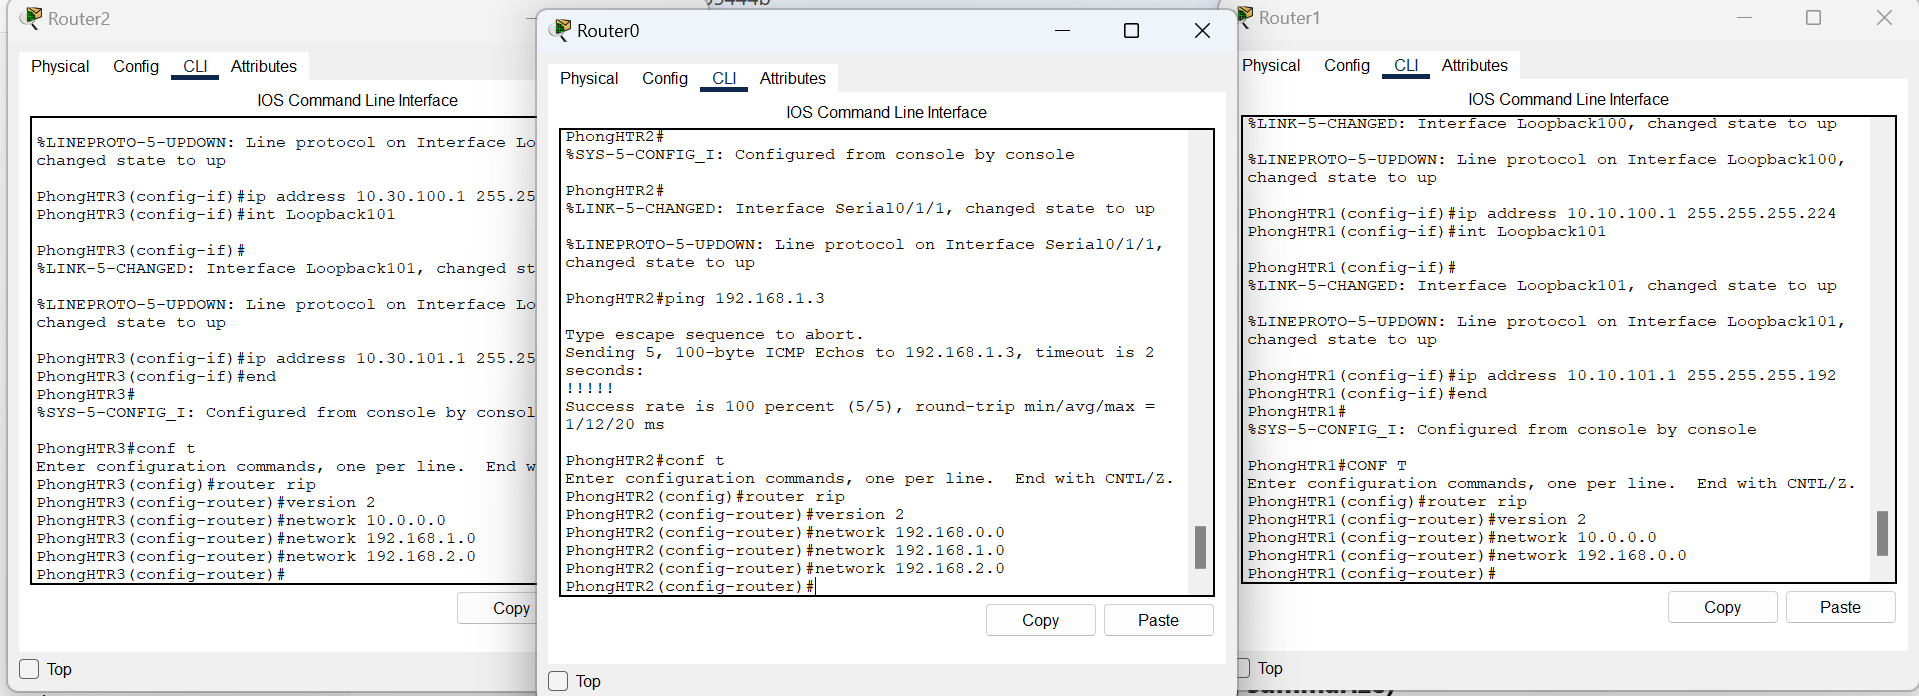 Router2
Physical Config CLI Attributes
IOS Command Line Interface
%LINEPROTO-5-UPDOWN: Line protocol on Interface Lo
changed state to up
PhongHTR3(config-if)#ip address 10.30.100.1 255.25
PhongHTR3(config-if)#int Loopback101
PhongHTR3(config-if)#
%LINK-5-CHANGED: Interface Loopback101, changed st
%LINEPROTO-5-UPDOWN: Line protocol on Interface Lo
changed state to up
PhongHTR3(config-if)#ip address 10.30.101.1 255.25
PhongHTR3(config-if)#end
PhongHTR3#
%SYS-5-CONFIG_I: Configured from console by consol
PhongHTR3#conf t
Enter configuration commands, one per line.  End w
PhongHTR3(config)#router rip
PhongHTR3(config-router)#version 2
PhongHTR3(config-router)#network 10.0.0.0
PhongHTR3(config-router)#network 192.168.1.0
PhongHTR3(config-router)#network 192.168.2.0
PhongHTR3(config-router)#
Copy
Top
Router0
Physical Config CLI Attributes
IOS Command Line Interface
PhongHTR2#
%SYS-5-CONFIG_I: Configured from console by console
PhongHTR2#
%LINK-5-CHANGED: Interface Serial0/1/1, changed state to up
%LINEPROTO-5-UPDOWN: Line protocol on Interface Serial0/1/1,
changed state to up
PhongHTR2#ping 192.168.1.3
Type escape sequence to abort.
Sending 5, 100-byte ICMP Echos to 192.168.1.3, timeout is 2
seconds:
!!!!!
Success rate is 100 percent (5/5), round-trip min/avg/max =
1/12/20 ms
PhongHTR2#conf t
Enter configuration commands, one per line.  End with CNTL/Z.
PhongHTR2(config)#router rip
PhongHTR2(config-router)#version 2
PhongHTR2(config-router)#network 192.168.0.0
PhongHTR2(config-router)#network 192.168.1.0
PhongHTR2(config-router)#network 192.168.2.0
PhongHTR2(config-router)#
Copy Paste
Top
Router1
Physical Config CLI Attributes
IOS Command Line Interface
%LINK-5-CHANGED: Interface Loopback100, changed state to up
%LINEPROTO-5-UPDOWN: Line protocol on Interface Loopback100,
changed state to up
PhongHTR1(config-if)#ip address 10.10.100.1 255.255.255.224
PhongHTR1(config-if)#int Loopback101
PhongHTR1(config-if)#
%LINK-5-CHANGED: Interface Loopback101, changed state to up
%LINEPROTO-5-UPDOWN: Line protocol on Interface Loopback101,
changed state to up
PhongHTR1(config-if)#ip address 10.10.101.1 255.255.255.192
PhongHTR1(config-if)#end
PhongHTR1#
%SYS-5-CONFIG_I: Configured from console by console
PhongHTR1#CONF T
Enter configuration commands, one per line.  End with CNTL/Z.
PhongHTR1(config)#router rip
PhongHTR1(config-router)#version 2
PhongHTR1(config-router)#network 10.0.0.0
PhongHTR1(config-router)#network 192.168.0.0
PhongHTR1(config-router)#
Copy Paste
Top